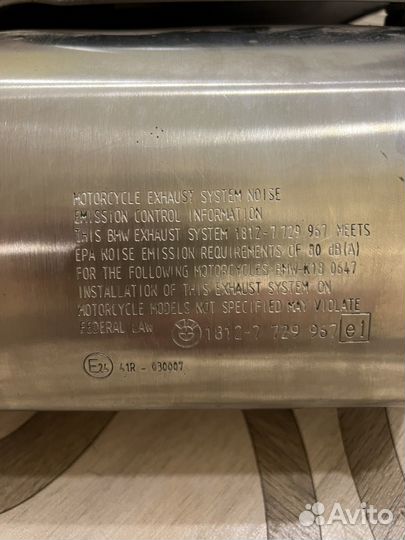 MOTORCYCLE EXHAUST SYSTEM NOISE
EMISSION CONTROL INFORMATION
THIS BMW EXHAUST SYSTEM 1812-7 729 967 MEETS
EPA NOISE EMISSION REQUIREMENTS OF 80 dB(A)
FOR THE FOLLOWING MOTORCYCLES BMW-K19 0647
INSTALLATION OF THIS EXHAUST SYSTEM ON
MOTORCYCLE MODELS NOT SPECIFIED MAY VIOLATE
FEDERAL LAW 1812-7 729 967 e1
E24 41R - 030007
Avito